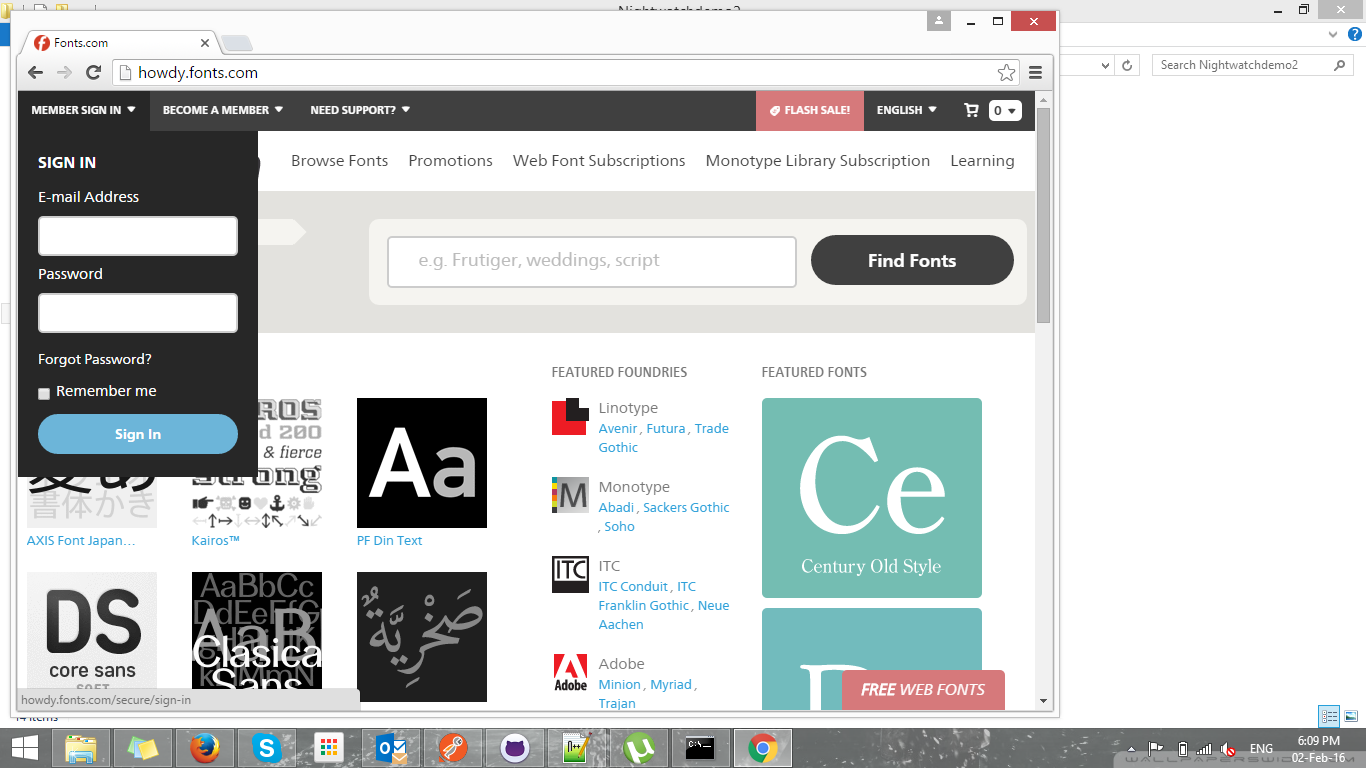 Nightwatchdemo2
Fonts.com
howdy.fonts.com
Search Nightwatchdemo2
MEMBER SIGN IN
BECOME A MEMBER
NEED SUPPORT?
FLASH SALE!
ENGLISH
0
SIGN IN
E-mail Address
Password
Forgot Password?
Remember me
Sign In
Browse Fonts
Promotions
Web Font Subscriptions
Monotype Library Subscription
Learning
e.g. Frutiger, weddings, script
Find Fonts
書体かき
AXIS Font Japan...
& fierce
Strong
Kairos™
Aa
PF Din Text
DS
core sans
SOFT
AaBbCc
DdEeFfG
AaB
Clasica
Sans
صَخْرِيَّةٌ
FEATURED FOUNDRIES
Linotype
Avenir , Futura , Trade
Gothic
M
Monotype
Abadi , Sackers Gothic
, Soho
ITC
ITC
ITC Conduit , ITC
Franklin Gothic , Neue
Aachen
Adobe
Adobe
Minion , Myriad ,
Trajan
FEATURED FONTS
Ce
Century Old Style
FREE WEB FONTS
howdy.fonts.com/secure/sign-in
14 items
ENG
6:09 PM
02-Feb-16